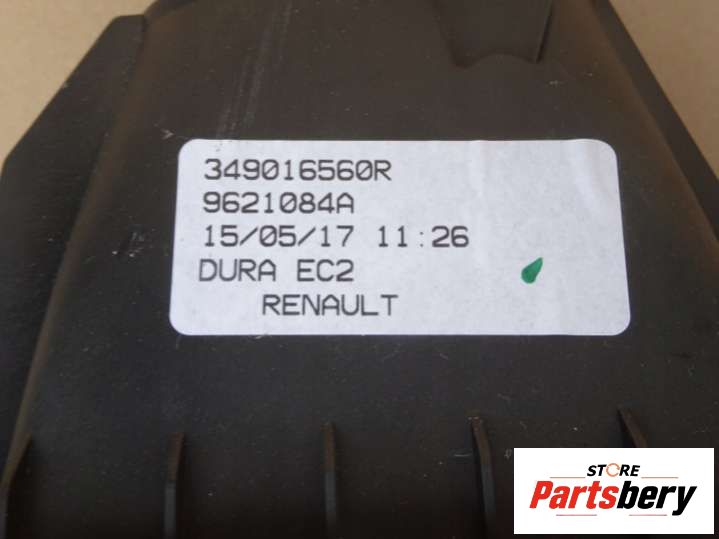 349016560R
9621084A
15/05/17 11:26
DURA EC2
RENAULT
STORE
Partsbery